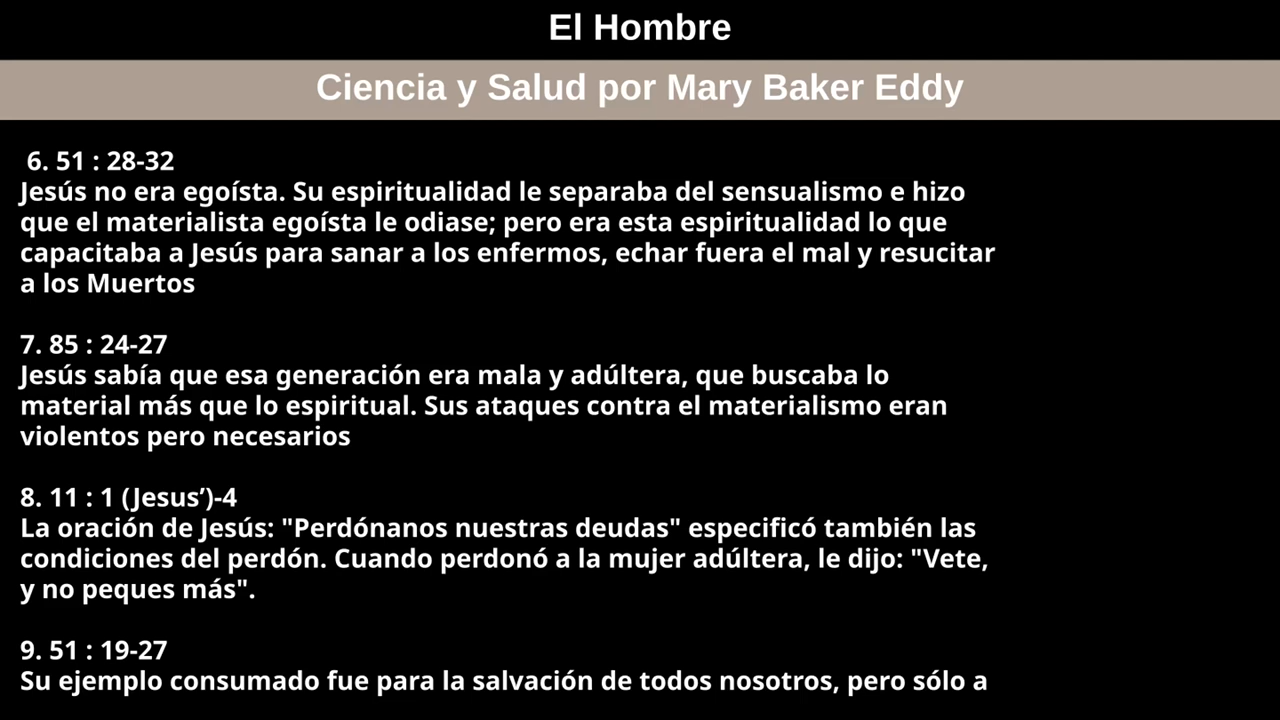 El Hombre
Ciencia y Salud por Mary Baker Eddy
6. 51 : 28-32
Jesús no era egoísta. Su espiritualidad le separaba del sensualismo e hizo
que el materialista egoísta le odiase; pero era esta espiritualidad lo que
capacitaba a Jesús para sanar a los enfermos, echar fuera el mal y resucitar
a los Muertos
7. 85 : 24-27
Jesús sabía que esa generación era mala y adúltera, que buscaba lo
material más que lo espiritual. Sus ataques contra el materialismo eran
violentos pero necesarios
8. 11 : 1 (Jesus’)-4
La oración de Jesús: "Perdónanos nuestras deudas" especificó también las
condiciones del perdón. Cuando perdonó a la mujer adúltera, le dijo: "Vete,
y no peques más".
9. 51 : 19-27
Su ejemplo consumado fue para la salvación de todos nosotros, pero sólo a